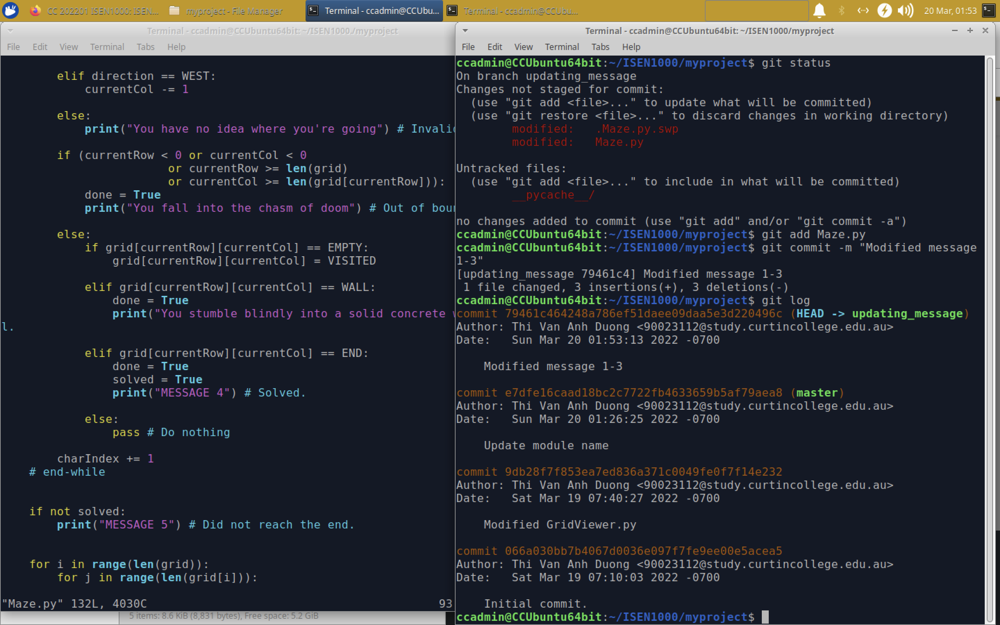 CC 202201 ISEN1000: ISEN...
myproject - File Manager
Terminal - ccadmin@CCUbu...
Terminal - ccadmin@CCUbu...
20 Mar, 01:53
Terminal - ccadmin@CCUbuntu64bit: ~/ISEN1000./myproject
File Edit View Terminal Tabs Help
elif direction == WEST:
currentCol -= 1
else:
print("You have no idea where you're going") # Invalid
if (currentRow < 0 or currentCol < 0
or currentRow >= len(grid)
or currentCol >= len(grid[currentRow])):
done = True
print("You fall into the chasm of doom") # Out of boun
else:
if grid[currentRow][currentCol] == EMPTY:
grid[currentRow][currentCol] = VISITED
elif grid[currentRow][currentCol] == WALL:
done = True
print("You stumble blindly into a solid concrete w
l.
elif grid[currentRow][currentCol] == END:
done = True
solved = True
print("MESSAGE 4") # Solved.
else:
pass # Do nothing
charIndex += 1
# end-while
if not solved:
print("MESSAGE 5") # Did not reach the end.
for i in range(len(grid)):
for j in range(len(grid[i])):
"Maze.py" 132L, 4030C 93
5 items: 8.6 KiB (8,831 bytes), Free space: 5.2 GiB
Terminal - ccadmin@CCUbuntu64bit: ~/ISEN1000/myproject
File Edit View Terminal Tabs Help
ccadmin@CCUbuntu64bit:~/ISEN1000/myproject$ git status
On branch updating_message
Changes not staged for commit:
(use "git add <file>..." to update what will be committed)
(use "git restore <file>..." to discard changes in working directory)
modified: .Maze.py.swp
modified: Maze.py
Untracked files:
(use "git add <file>..." to include in what will be committed)
__pycache__/
no changes added to commit (use "git add" and/or "git commit -a")
ccadmin@CCUbuntu64bit:~/ISEN1000/myproject$ git add Maze.py
ccadmin@CCUbuntu64bit:~/ISEN1000/myproject$ git commit -m "Modified message
1-3"
[updating_message 79461c4] Modified message 1-3
1 file changed, 3 insertions(+), 3 deletions(-)
ccadmin@CCUbuntu64bit:~/ISEN1000/myproject$ git log
commit 79461c464248a786ef51daee09daa5e3d220496c (HEAD -> updating_message)
Author: Thi Van Anh Duong <90023112@study.curtincollege.edu.au>
Date: Sun Mar 20 01:53:13 2022 -0700
Modified message 1-3
commit e7dfe16caad18bc2c7722fb4633659b5af79aea8 (master)
Author: Thi Van Anh Duong <90023112@study.curtincollege.edu.au>
Date: Sun Mar 20 01:26:25 2022 -0700
Update module name
commit 9db28f7f853ea7ed836a371c0049fe0f7f14e232
Author: Thi Van Anh Duong <90023112@study.curtincollege.edu.au>
Date: Sat Mar 19 07:40:27 2022 -0700
Modified GridViewer.py
commit 066a030bb7b4067d0036e097f7fe9ee00e5acea5
Author: Thi Van Anh Duong <90023112@study.curtincollege.edu.au>
Date: Sat Mar 19 07:10:03 2022 -0700
Initial commit.
ccadmin@CCUbuntu64bit:~/ISEN1000/myproject$